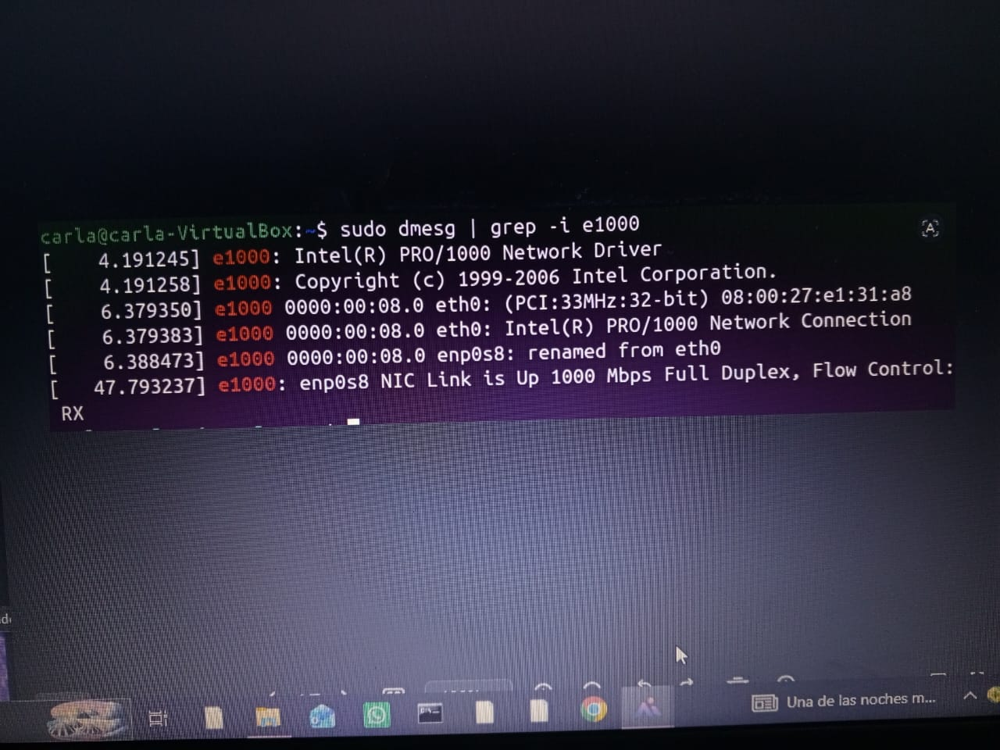 carla@carla-VirtualBox:~$ sudo dmesg | grep -i e1000
[    4.191245] e1000: Intel(R) PRO/1000 Network Driver
[    4.191258] e1000: Copyright (c) 1999-2006 Intel Corporation.
[    6.379350] e1000 0000:00:08.0 eth0: (PCI:33MHz:32-bit) 08:00:27:e1:31:a8
[    6.379383] e1000 0000:00:08.0 eth0: Intel(R) PRO/1000 Network Connection
[    6.388473] e1000 0000:00:08.0 enp0s8: renamed from eth0
[   47.793237] e1000: enp0s8 NIC Link is Up 1000 Mbps Full Duplex, Flow Control:
RX
Una de las noches m...